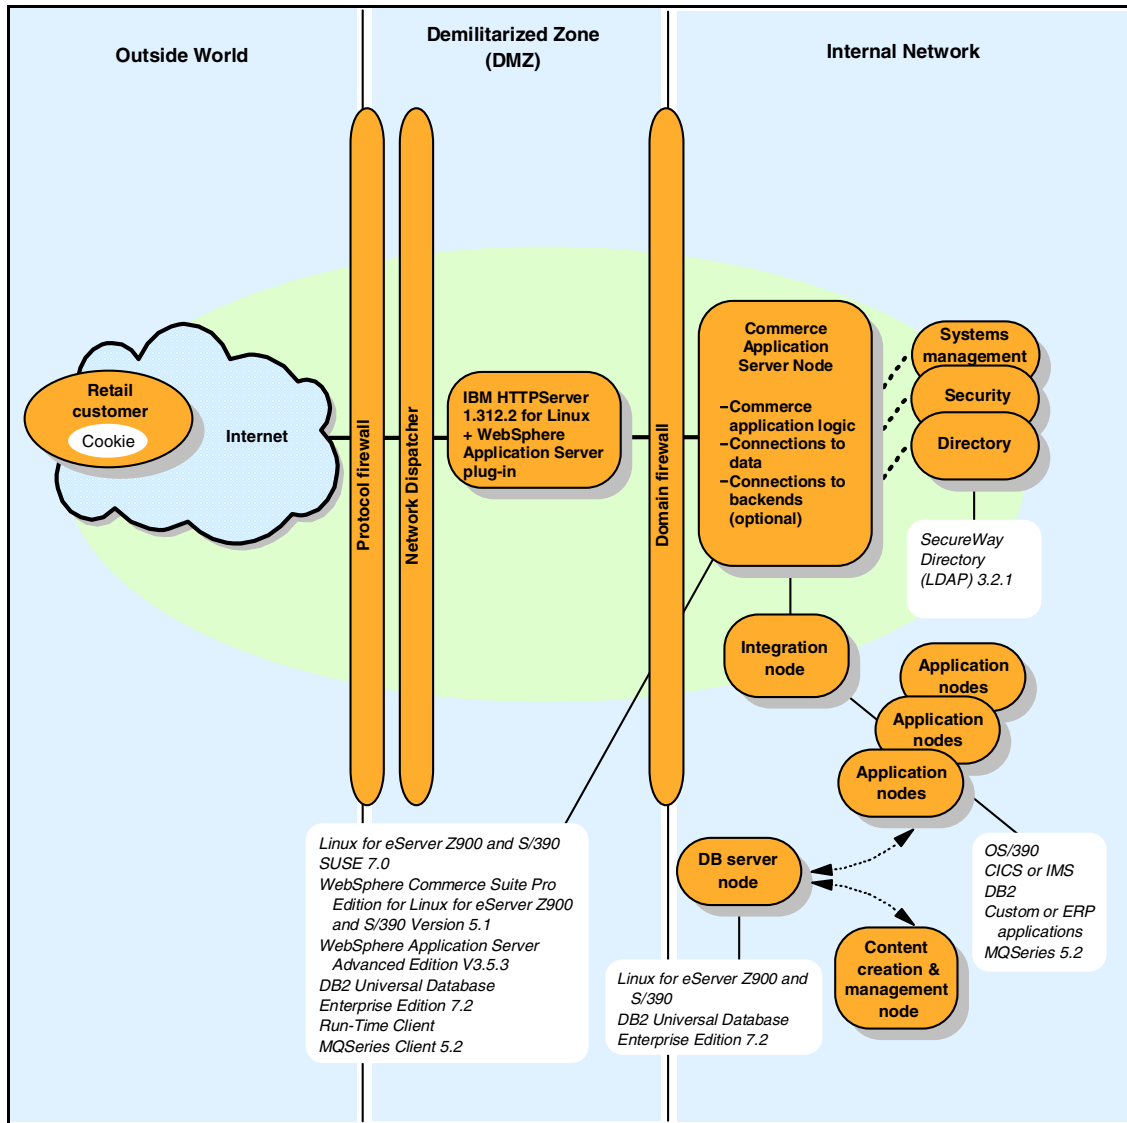 Outside World
Demilitarized Zone
(DMZ)
Internal Network
Retail
customer
Cookie
Internet
Protocol firewall
Network Dispatcher
IBM HTTPServer
1.312.2 for Linux
+ WebSphere
Application Server
plug-in
Domain firewall
Commerce
Application
Server Node
–Commerce
application logic
–Connections to
data
–Connections to
backends
(optional)
Systems
management
Security
Directory
SecureWay
Directory
(LDAP) 3.2.1
Integration
node
Application
nodes
Application
nodes
Application
nodes
Linux for eServer Z900 and S/390
SUSE 7.0
WebSphere Commerce Suite Pro
Edition for Linux for eServer Z900
and S/390 Version 5.1
WebSphere Application Server
Advanced Edition V3.5.3
DB2 Universal Database
Enterprise Edition 7.2
Run-Time Client
MQSeries Client 5.2
DB server
node
OS/390
CICS or IMS
DB2
Custom or ERP
applications
MQSeries 5.2
Content
creation &
management
node
Linux for eServer Z900 and
S/390
DB2 Universal Database
Enterprise Edition 7.2